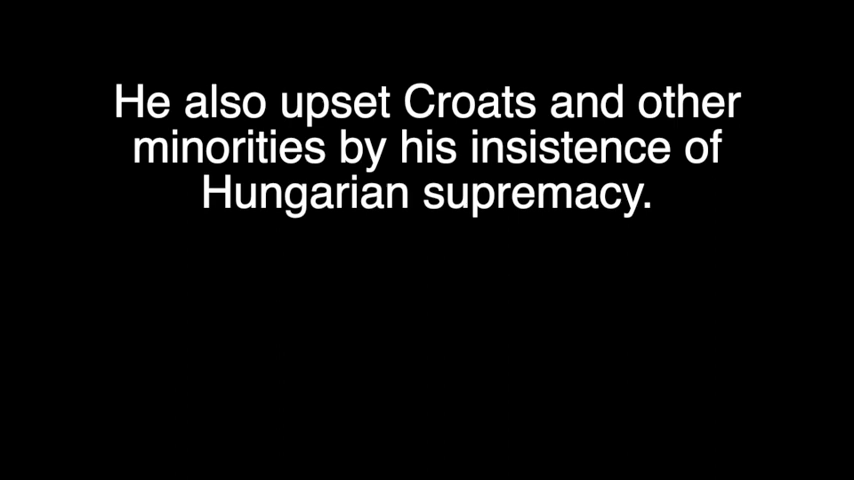 He also upset Croats and other
minorities by his insistence of
Hungarian supremacy.